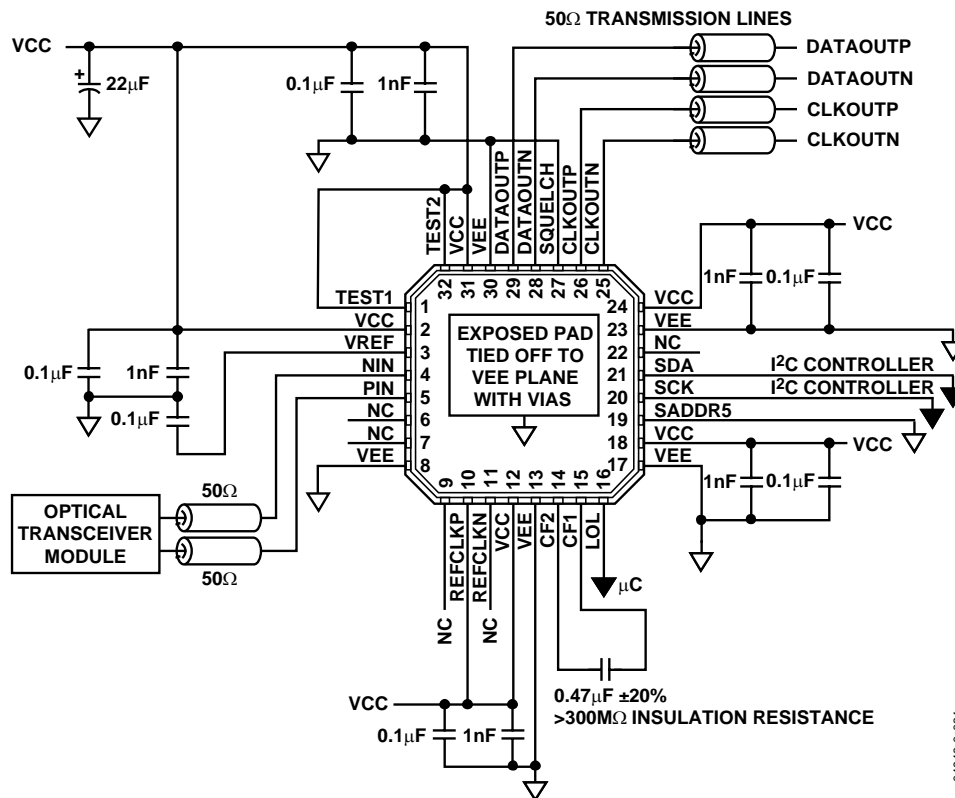 50Ω TRANSMISSION LINES
VCC
DATAOUTP
DATAOUTN
CLKOUTP
CLKOUTN
+
22µF
0.1µF
1nF
TEST2
VCC
VEE
DATAOUTP
DATAOUTN
SQUELCH
CLKOUTP
CLKOUTN
32
31
30
29
28
27
26
25
TEST1
VCC
VREF
NIN
PIN
NC
NC
VEE
1
2
3
4
5
6
7
8
EXPOSED PAD
TIED OFF TO
VEE PLANE
WITH VIAS
24
23
22
21
20
19
18
17
VCC
VEE
NC
SDA
SCK
SADDR5
VCC
VEE
VCC
1nF
0.1µF
I²C CONTROLLER
I²C CONTROLLER
VCC
1nF
0.1µF
0.1µF
1nF
0.1µF
OPTICAL
TRANSCEIVER
MODULE
50Ω
50Ω
9
10
11
12
13
14
15
16
REFCLKP
REFCLKN
VCC
VEE
CF2
CF1
LOL
NC
NC
µC
0.47µF ±20%
>300MΩ INSULATION RESISTANCE
VCC
0.1µF
1nF